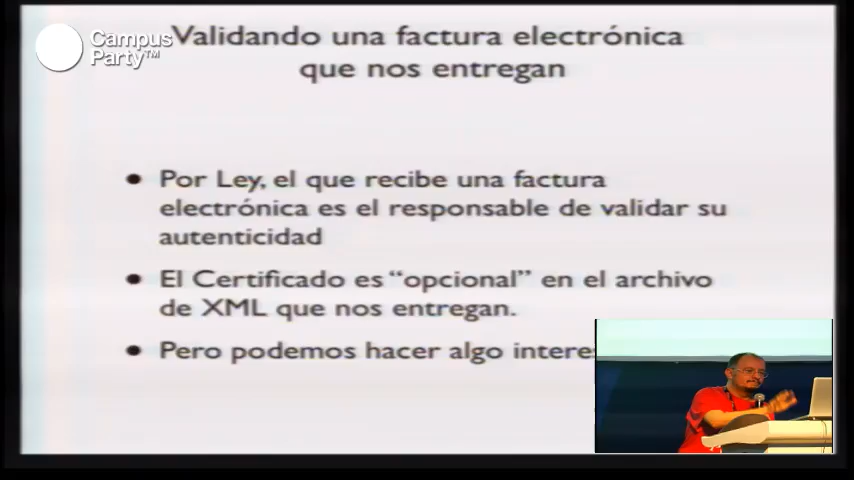 Campus
Party™
Validando una factura electrónica
que nos entregan
Por Ley, el que recibe una factura
electrónica es el responsable de validar su
autenticidad
El Certificado es “opcional” en el archivo
de XML que nos entregan.
Pero podemos hacer algo